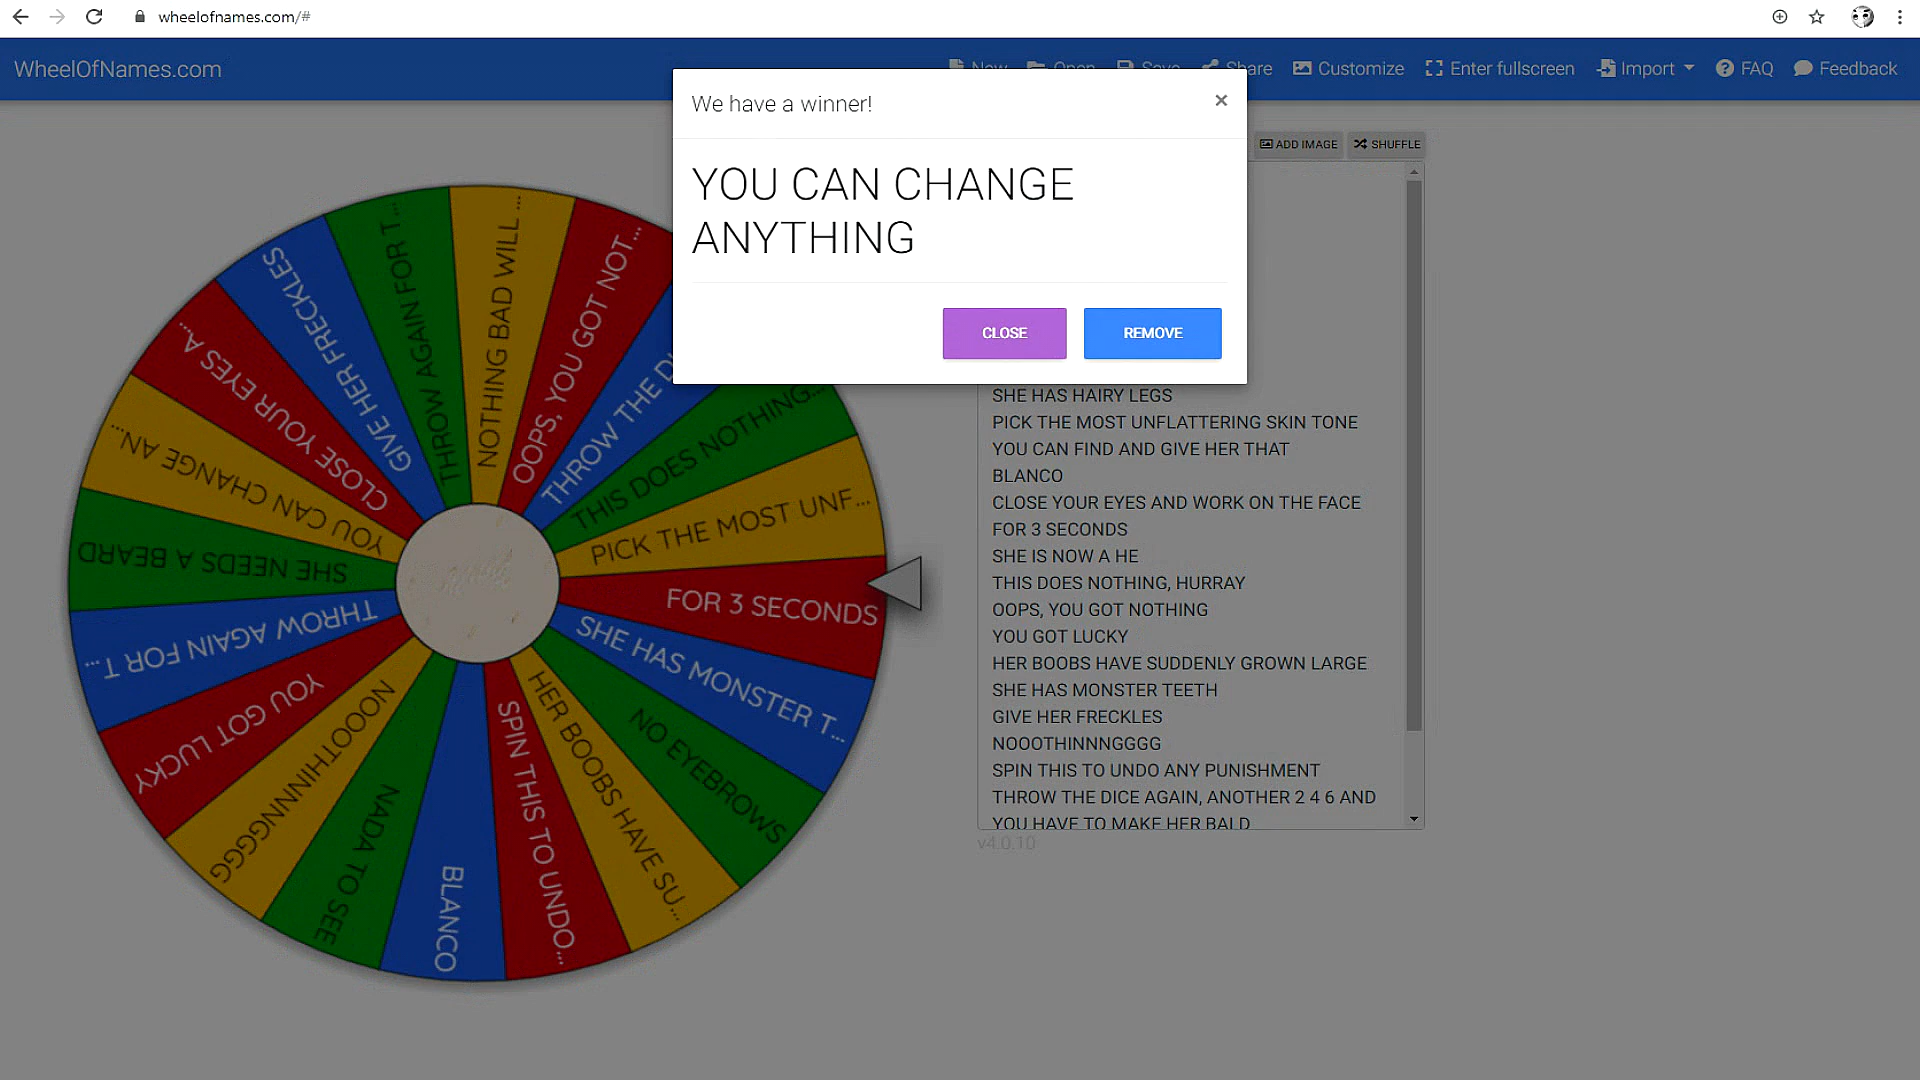 wheelofnames.com/#
WheelOfNames.com
New Open Save Share Customize Enter fullscreen Import FAQ Feedback
We have a winner!
×
YOU CAN CHANGE
ANYTHING
CLOSE REMOVE
ADD IMAGE SHUFFLE
SHE HAS HAIRY LEGS
PICK THE MOST UNFLATTERING SKIN TONE
YOU CAN FIND AND GIVE HER THAT
BLANCO
CLOSE YOUR EYES AND WORK ON THE FACE
FOR 3 SECONDS
SHE IS NOW A HE
THIS DOES NOTHING, HURRAY
OOPS, YOU GOT NOTHING
YOU GOT LUCKY
HER BOOBS HAVE SUDDENLY GROWN LARGE
SHE HAS MONSTER TEETH
GIVE HER FRECKLES
NOOOTHINNNGGGG
SPIN THIS TO UNDO ANY PUNISHMENT
THROW THE DICE AGAIN, ANOTHER 2 4 6 AND
YOU HAVE TO MAKE HER BALD
v4.0.10
NOTHING BAD WILL ...
OOPS, YOU GOT NOT...
THROW THE D
THIS DOES NOTHING...
PICK THE MOST UNF...
FOR 3 SECONDS
SHE HAS MONSTER T...
NO EYEBROWS
HER BOOBS HAVE SU...
SPIN THIS TO UNDO...
BLANCO
NADA TO SEE
NOOOTHINNNGGGG
YOU GOT LUCKY
THROW AGAIN FOR T...
SHE NEEDS A BEARD
YOU CAN CHANGE AN...
CLOSE YOUR EYES A...
GIVE HER FRECKLES
THROW AGAIN FOR T...